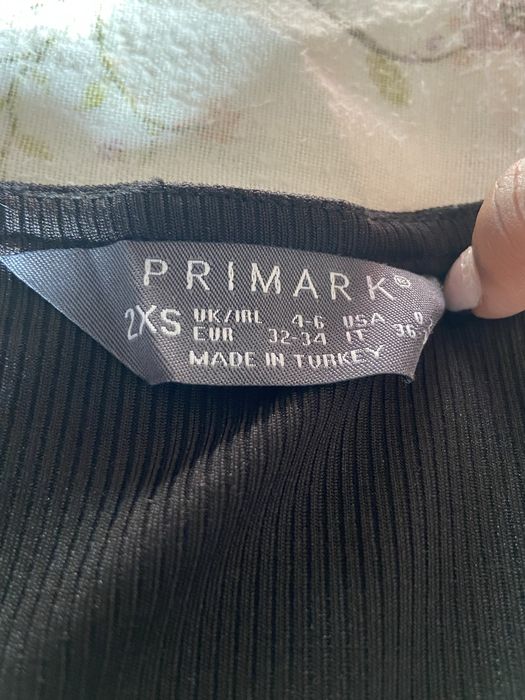 PRIMARK®
2XS UK/IRL 4-6 USA 0
EUR 32-34 IT 36-
MADE IN TURKEY